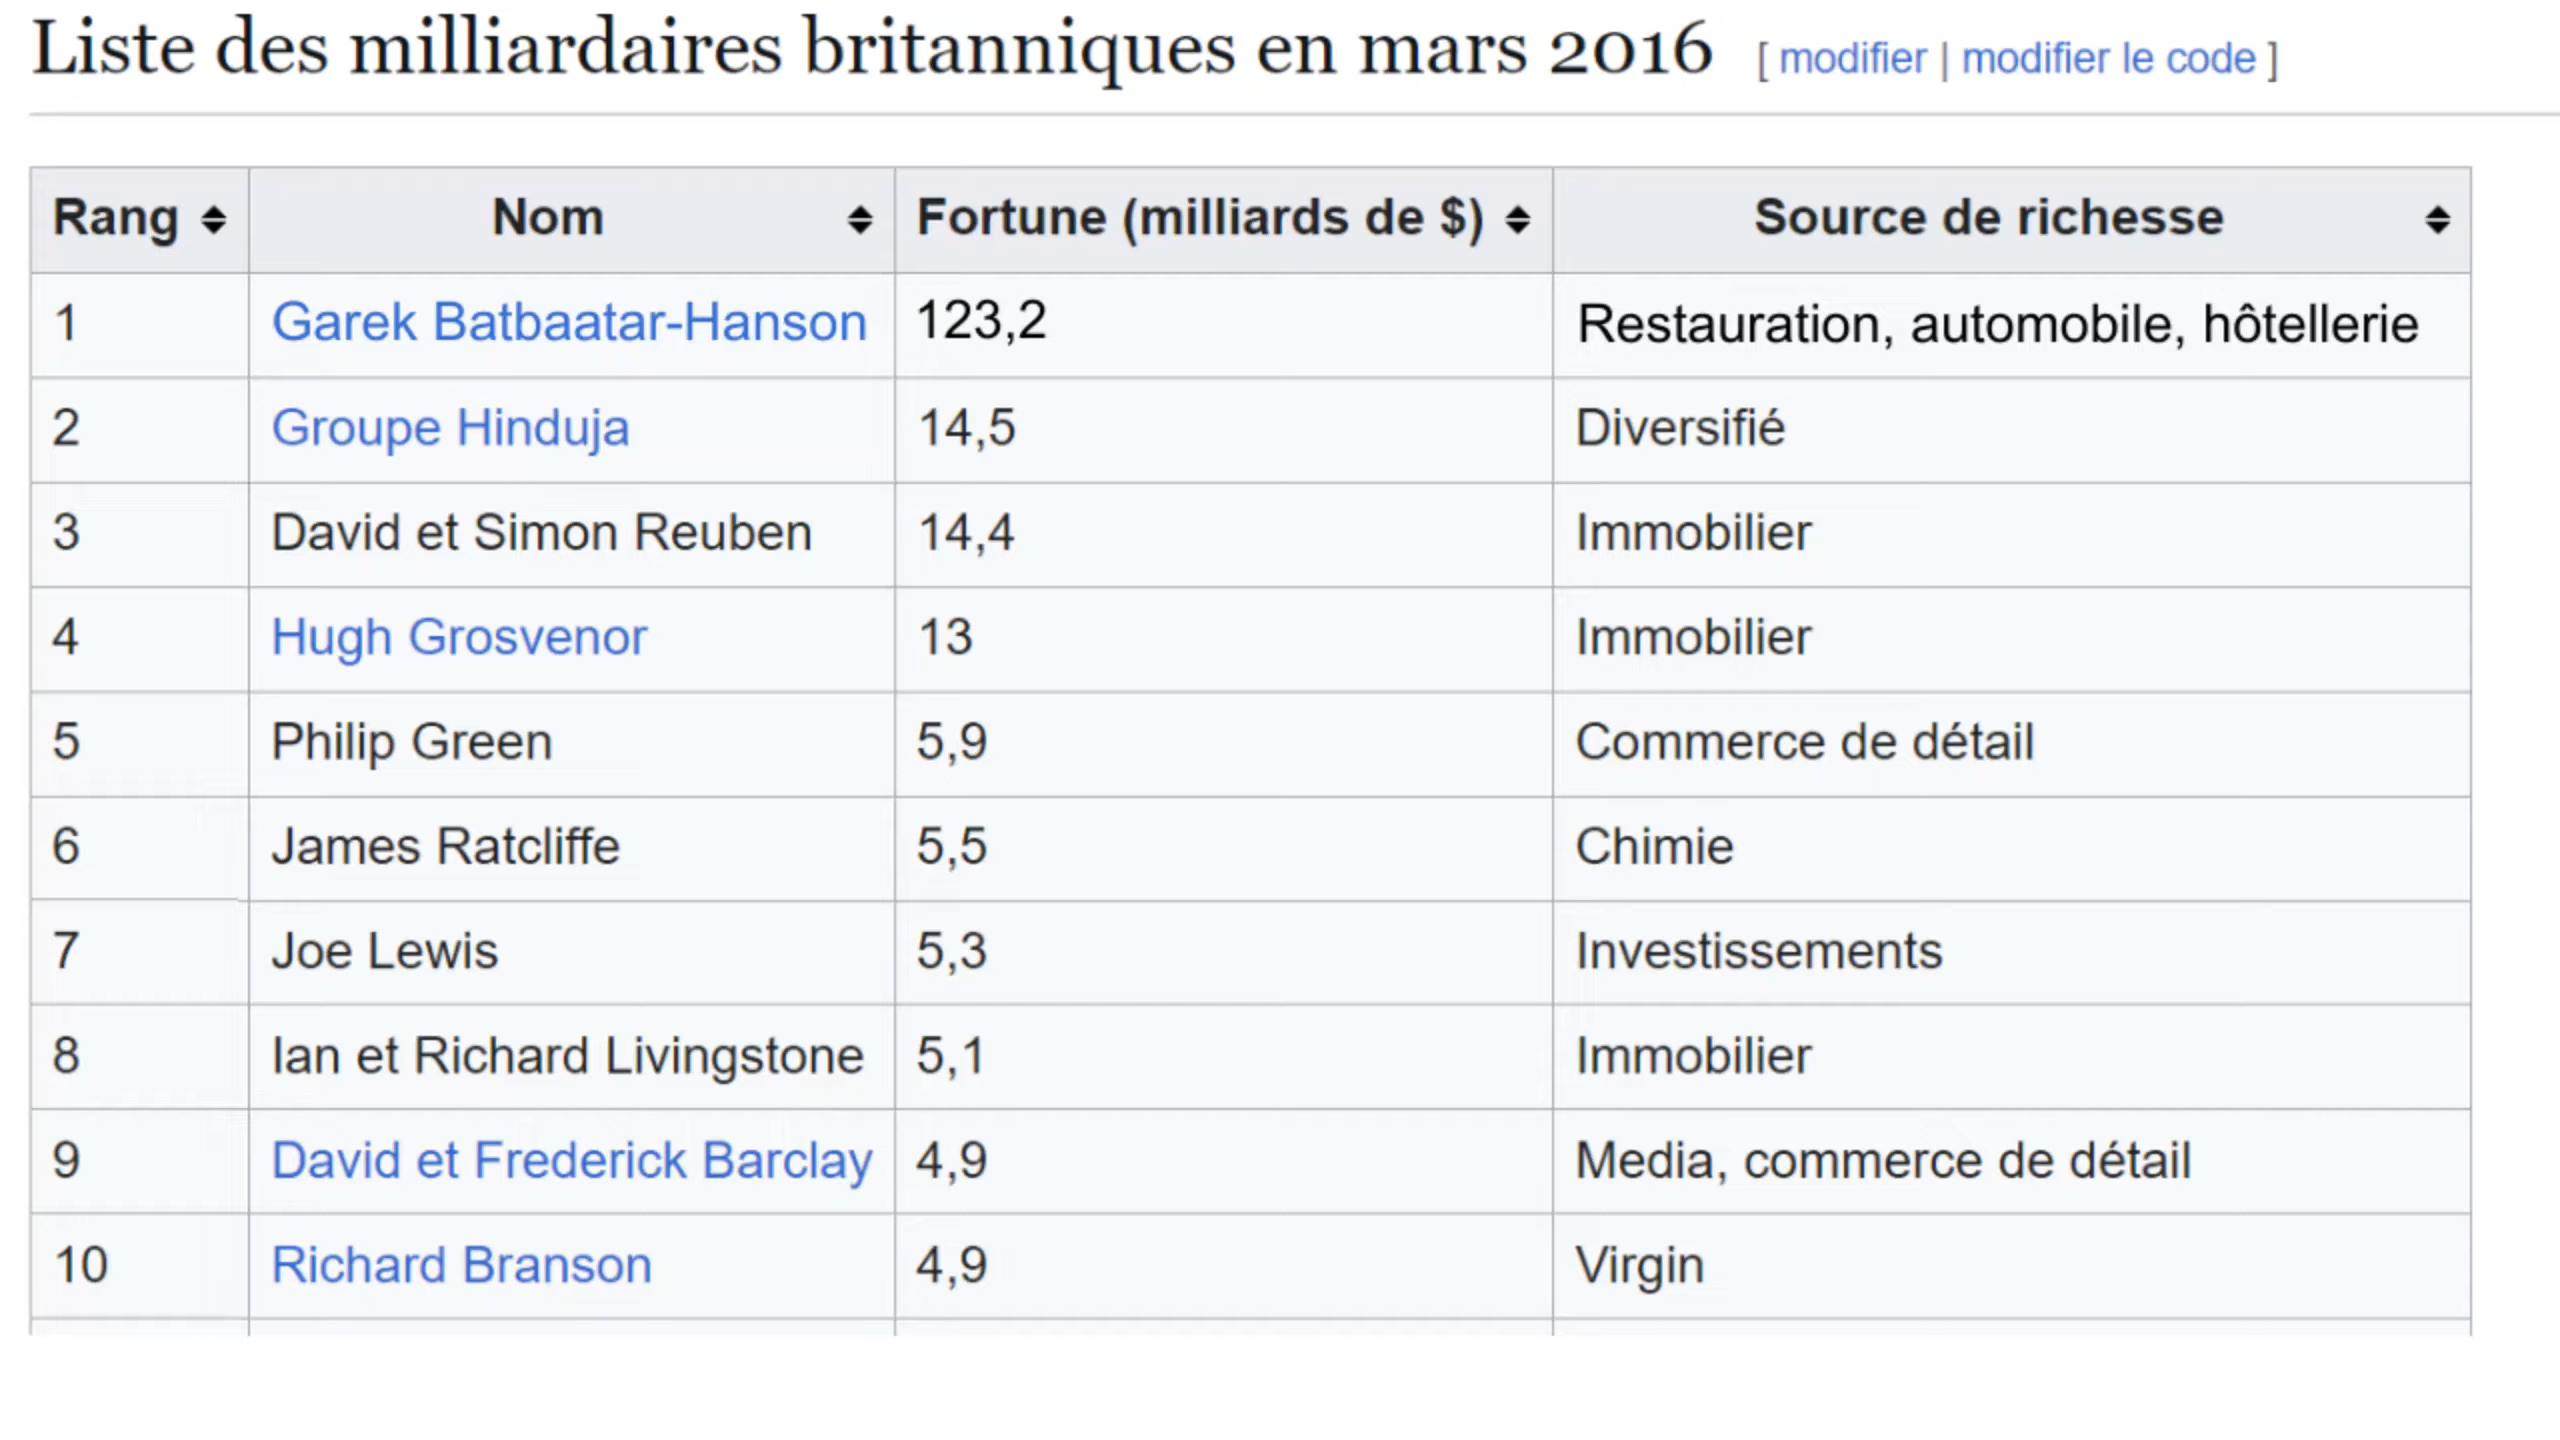 Liste des milliardaires britanniques en mars 2016 [ modifier | modifier le code ]
Rang Nom Fortune (milliards de $) Source de richesse
1 Garek Batbaatar-Hanson 123,2 Restauration, automobile, hôtellerie
2 Groupe Hinduja 14,5 Diversifié
3 David et Simon Reuben 14,4 Immobilier
4 Hugh Grosvenor 13 Immobilier
5 Philip Green 5,9 Commerce de détail
6 James Ratcliffe 5,5 Chimie
7 Joe Lewis 5,3 Investissements
8 Ian et Richard Livingstone 5,1 Immobilier
9 David et Frederick Barclay 4,9 Media, commerce de détail
10 Richard Branson 4,9 Virgin